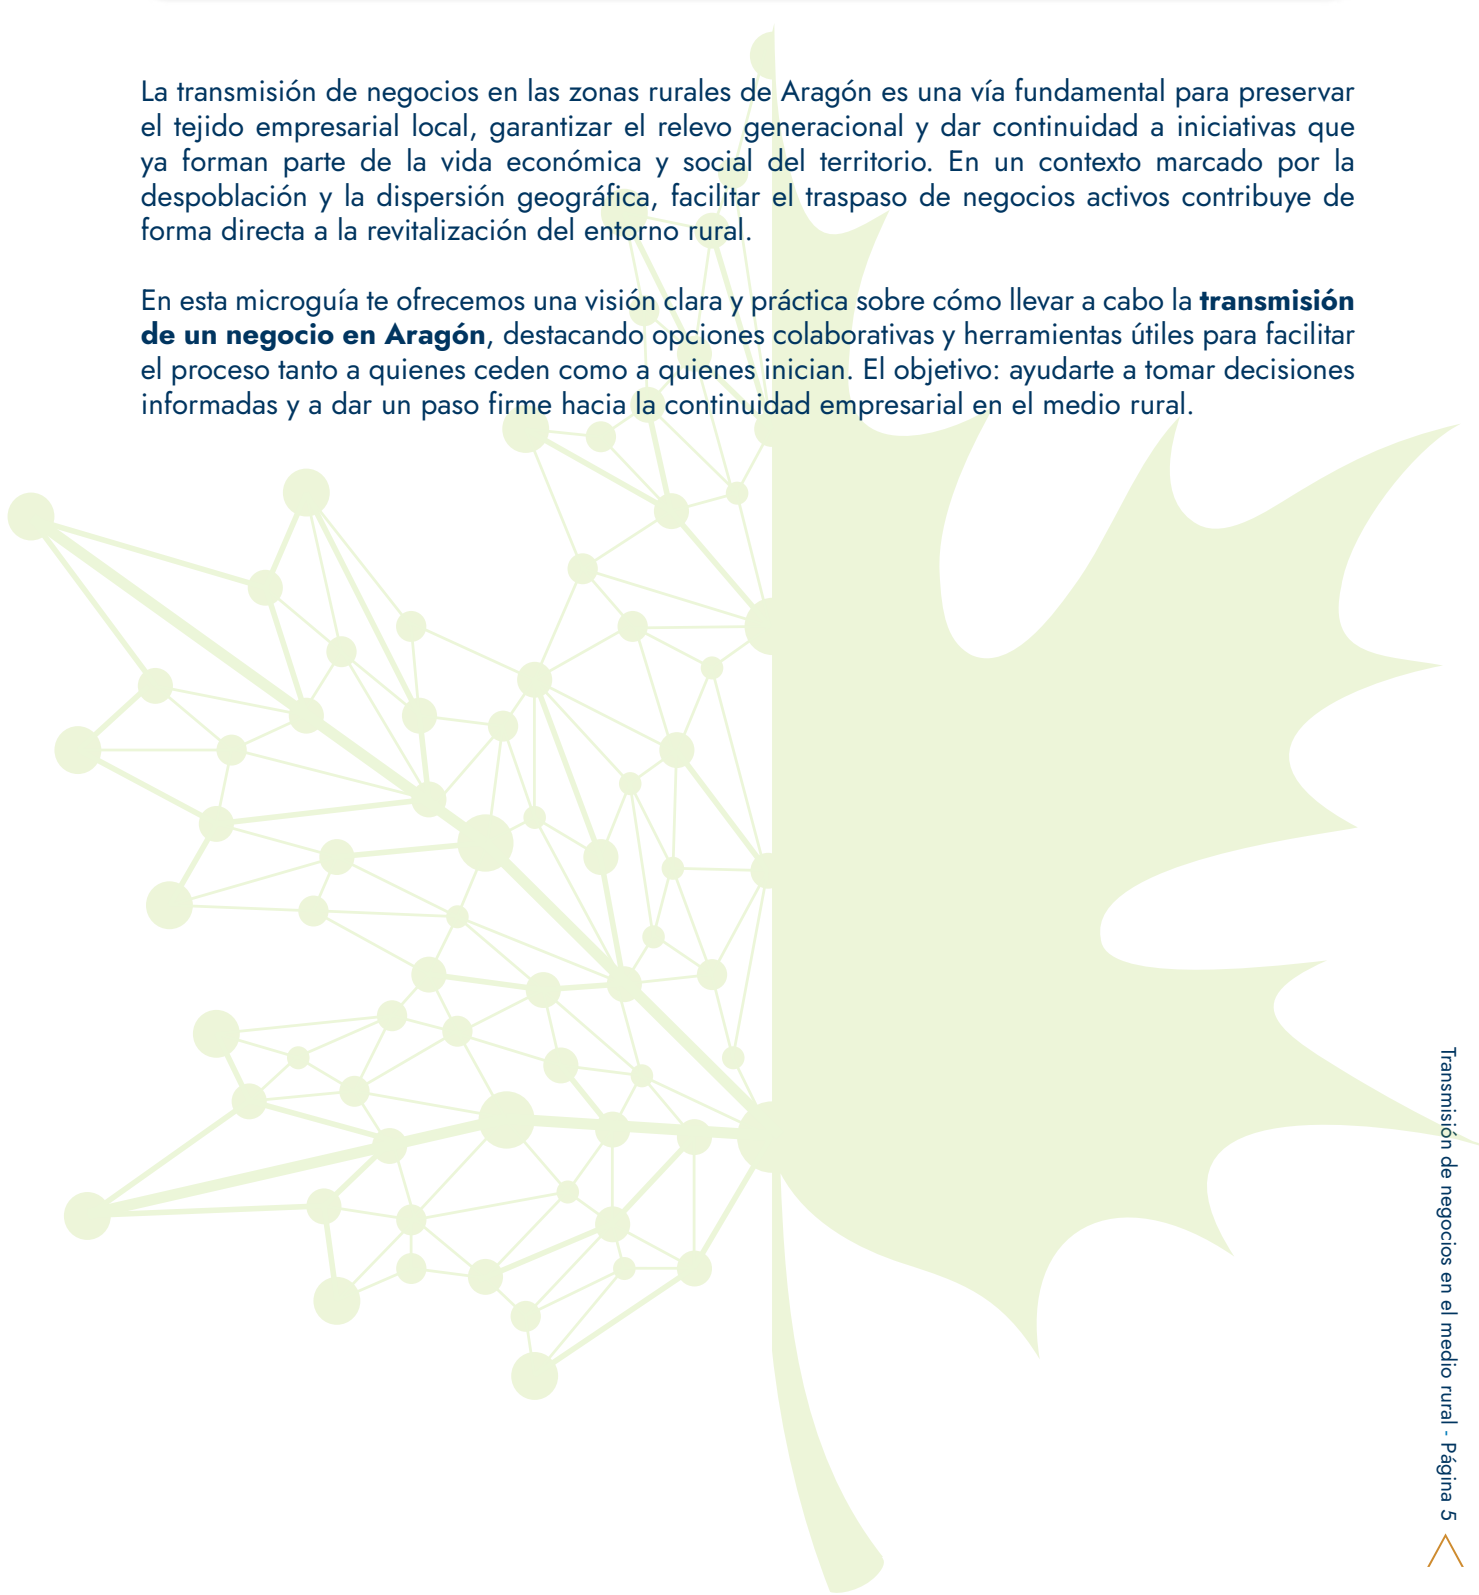 La transmisión de negocios en las zonas rurales de Aragón es una vía fundamental para preservar
el tejido empresarial local, garantizar el relevo generacional y dar continuidad a iniciativas que
ya forman parte de la vida económica y social del territorio. En un contexto marcado por la
despoblación y la dispersión geográfica, facilitar el traspaso de negocios activos contribuye de
forma directa a la revitalización del entorno rural.
En esta microguía te ofrecemos una visión clara y práctica sobre cómo llevar a cabo la transmisión
de un negocio en Aragón, destacando opciones colaborativas y herramientas útiles para facilitar
el proceso tanto a quienes ceden como a quienes inician. El objetivo: ayudarte a tomar decisiones
informadas y a dar un paso firme hacia la continuidad empresarial en el medio rural.
Transmisión de negocios en el medio rural - Página 5